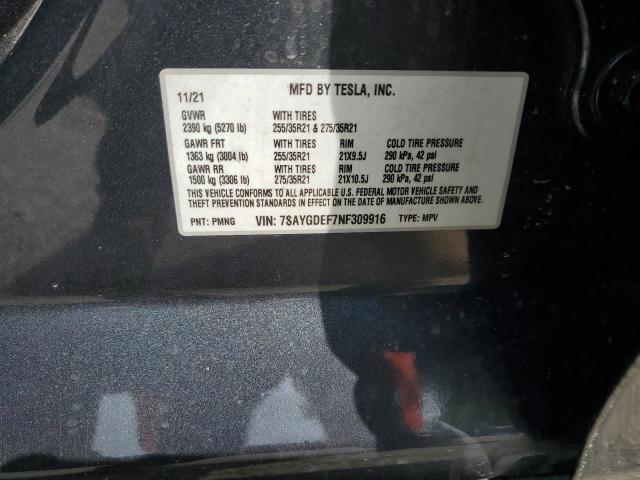 11/21 MFD BY TESLA, INC.
GVWR WITH TIRES
2390 kg (5270 lb) 255/35R21 & 275/35R21
GAWR FRT WITH TIRES RIM COLD TIRE PRESSURE
1363 kg (3004 lb) 255/35R21 21X9.5J 290 kPa, 42 psi
GAWR RR WITH TIRES RIM COLD TIRE PRESSURE
1500 kg (3306 lb) 275/35R21 21X10.5J 290 kPa, 42 psi
THIS VEHICLE CONFORMS TO ALL APPLICABLE U.S. FEDERAL MOTOR VEHICLE SAFETY AND
THEFT PREVENTION STANDARDS IN EFFECT ON THE DATE OF MANUFACTURE SHOWN ABOVE.
PNT: PMNG VIN: 7SAYGDEF7NF309916 TYPE: MPV